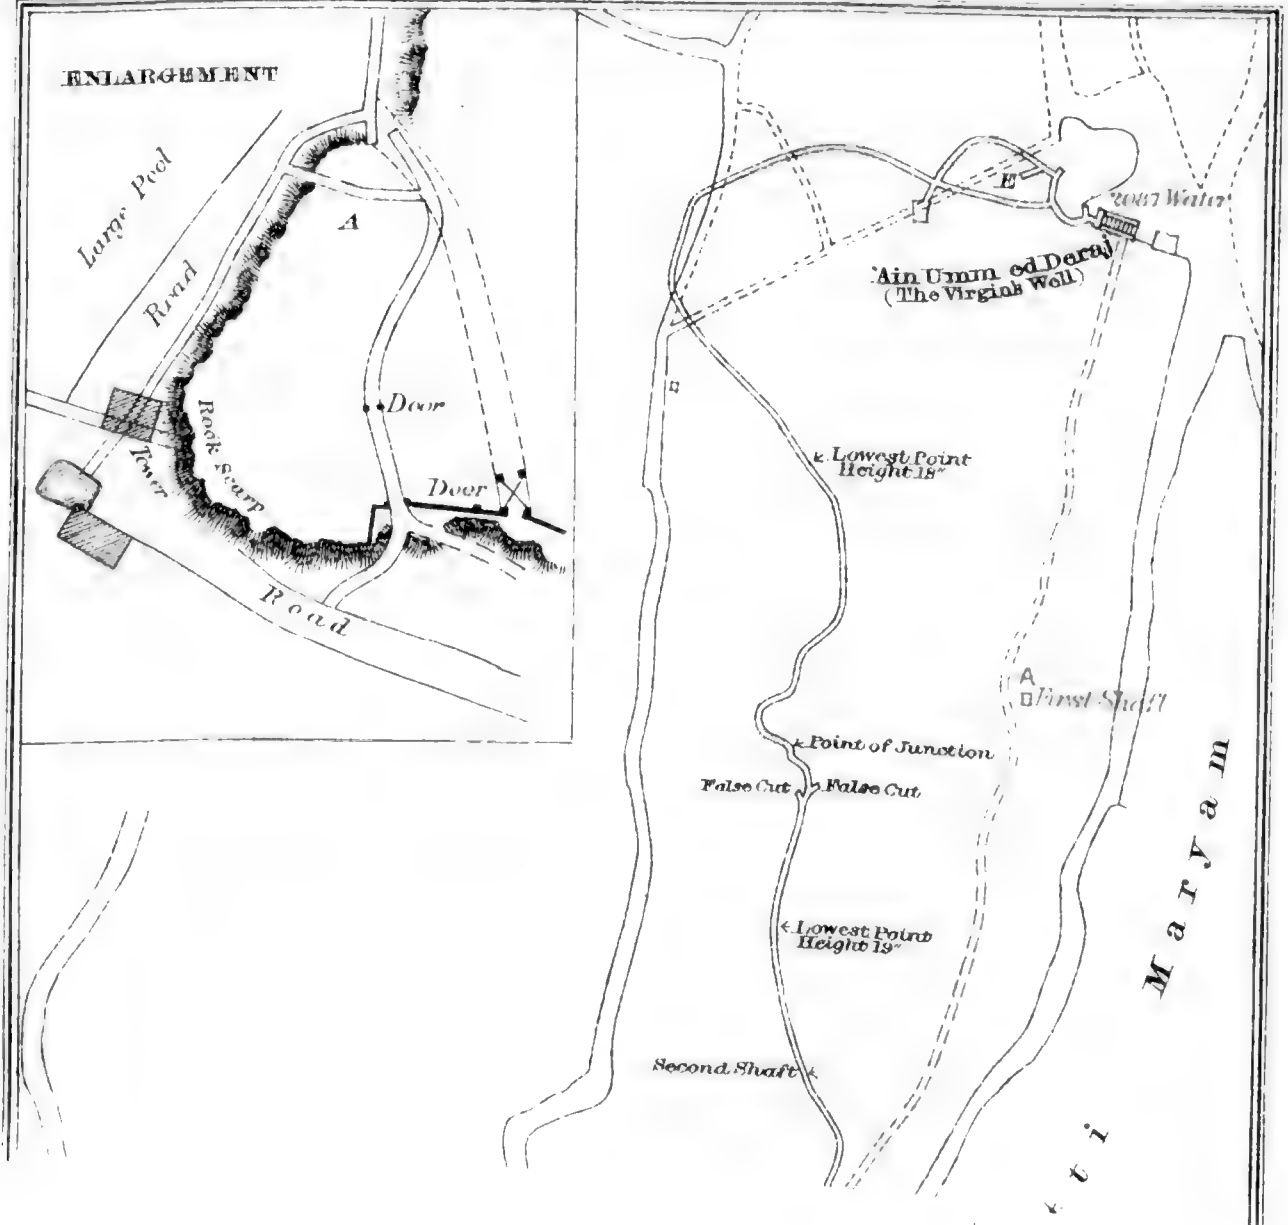 ENLARGEMENT
Large Pool
Road
A
Door
Rock Scarp
Tower
Door
Road
E
2087 Water
'Ain Umm ed Deraj
(The Virgin's Well)
Lowest Point
Height 18"
A
First Shaft
Point of Junction
False Cut
False Cut
Lowest Point
Height 19"
Second Shaft
Maryam
ti